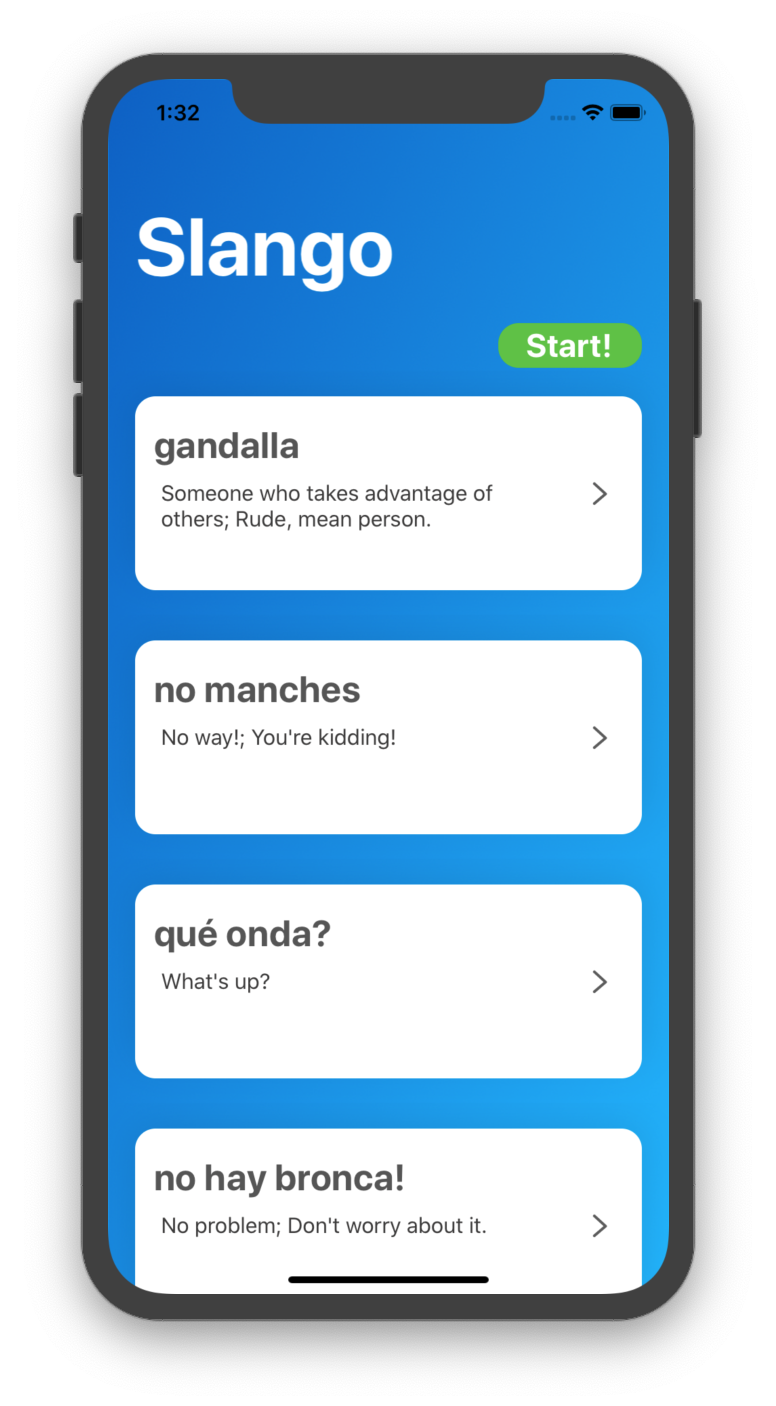 1:32
Slango
Start!
gandalla
Someone who takes advantage of
others; Rude, mean person.
no manches
No way!; You're kidding!
qué onda?
What's up?
no hay bronca!
No problem; Don't worry about it.